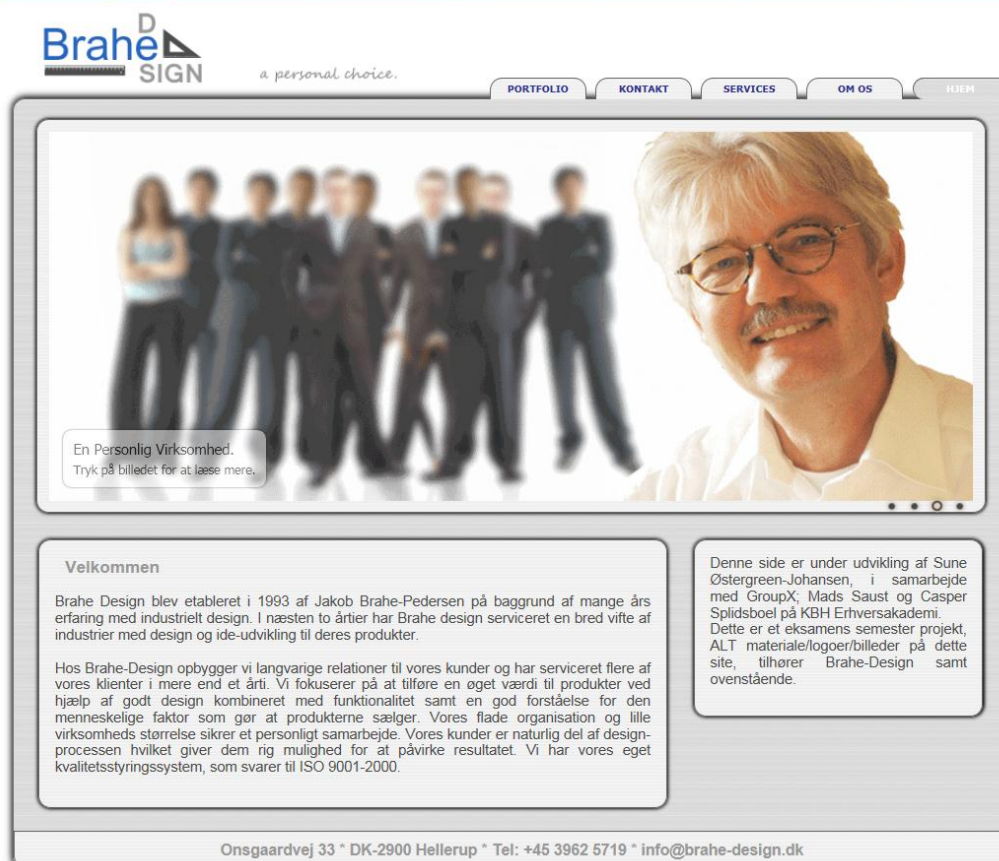 Brahe
D
SIGN
a personal choice.
PORTFOLIO KONTAKT SERVICES OM OS HJEM
En Personlig Virksomhed.
Tryk på billedet for at læse mere.
Velkommen
Brahe Design blev etableret i 1993 af Jakob Brahe-Pedersen på baggrund af mange års
erfaring med industrielt design. I næsten to årtier har Brahe design serviceret en bred vifte af
industrier med design og ide-udvikling til deres produkter.
Hos Brahe-Design opbygger vi langvarige relationer til vores kunder og har serviceret flere af
vores klienter i mere end et årti. Vi fokuserer på at tilføre en øget værdi til produkter ved
hjælp af godt design kombineret med funktionalitet samt en god forståelse for den
menneskelige faktor som gør at produkterne sælger. Vores flade organisation og lille
virksomheds størrelse sikrer et personligt samarbejde. Vores kunder er naturlig del af design-
processen hvilket giver dem rig mulighed for at påvirke resultatet. Vi har vores eget
kvalitetsstyringssystem, som svarer til ISO 9001-2000.
Denne side er under udvikling af Sune
Østergreen-Johansen, i samarbejde
med GroupX; Mads Saust og Casper
Splidsboel på KBH Erhversakademi.
Dette er et eksamens semester projekt,
ALT materiale/logoer/billeder på dette
site, tilhører Brahe-Design samt
ovenstående.
Onsgaardvej 33 * DK-2900 Hellerup * Tel: +45 3962 5719 * info@brahe-design.dk